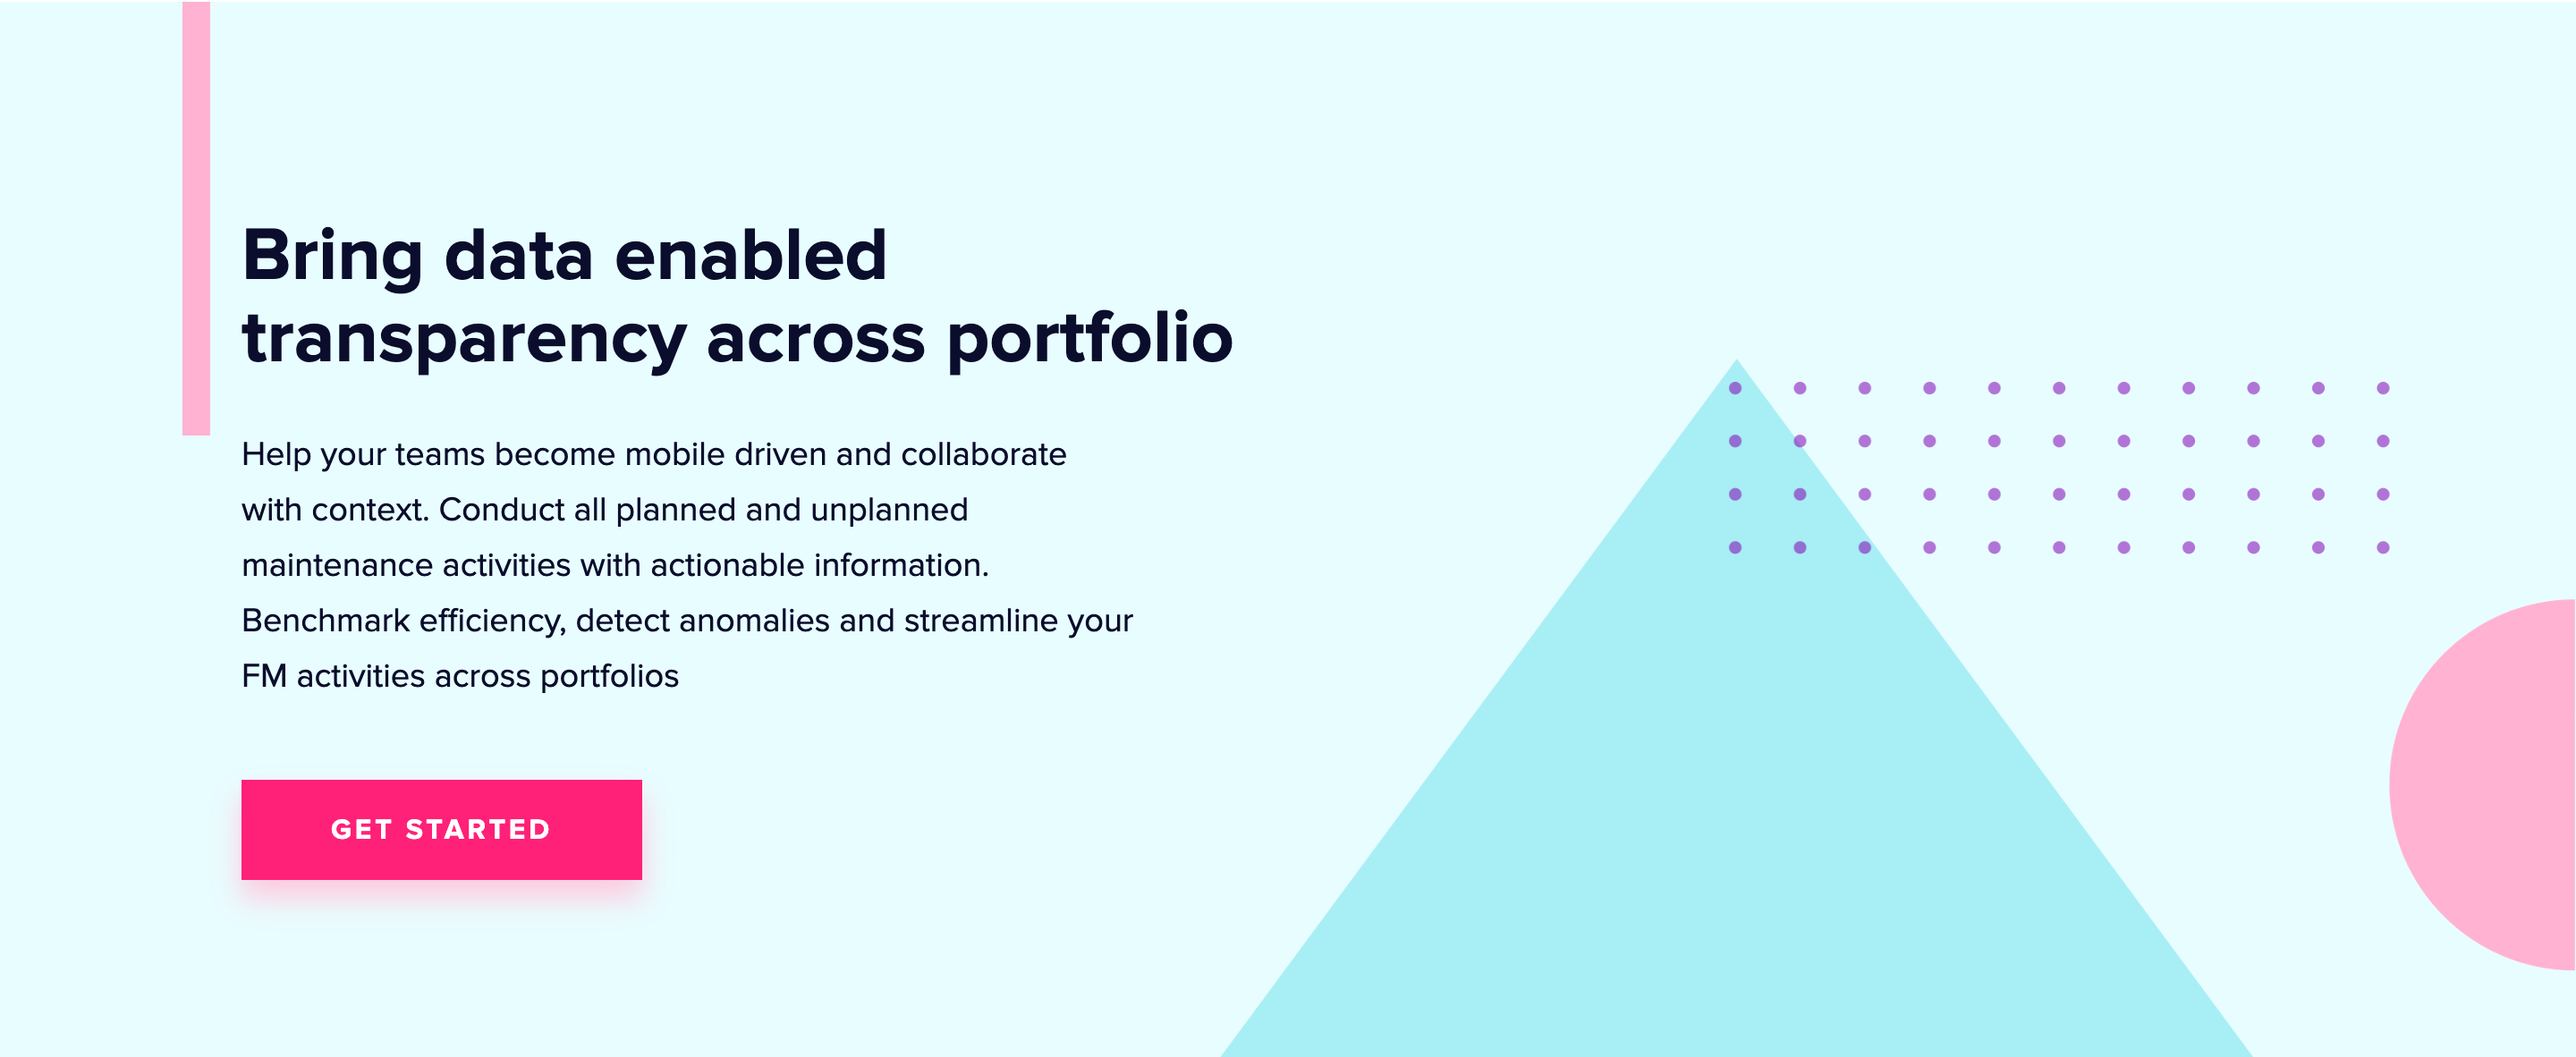 Bring data enabled
transparency across portfolio
Help your teams become mobile driven and collaborate
with context. Conduct all planned and unplanned
maintenance activities with actionable information.
Benchmark efficiency, detect anomalies and streamline your
FM activities across portfolios
GET STARTED